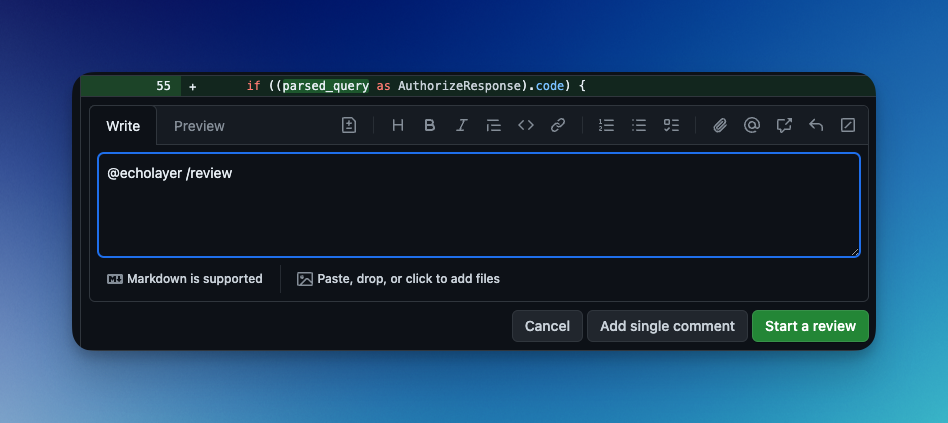 55 + if ((parsed_query as AuthorizeResponse).code) {
Write Preview
@echolayer /review
Markdown is supported Paste, drop, or click to add files
Cancel Add single comment Start a review